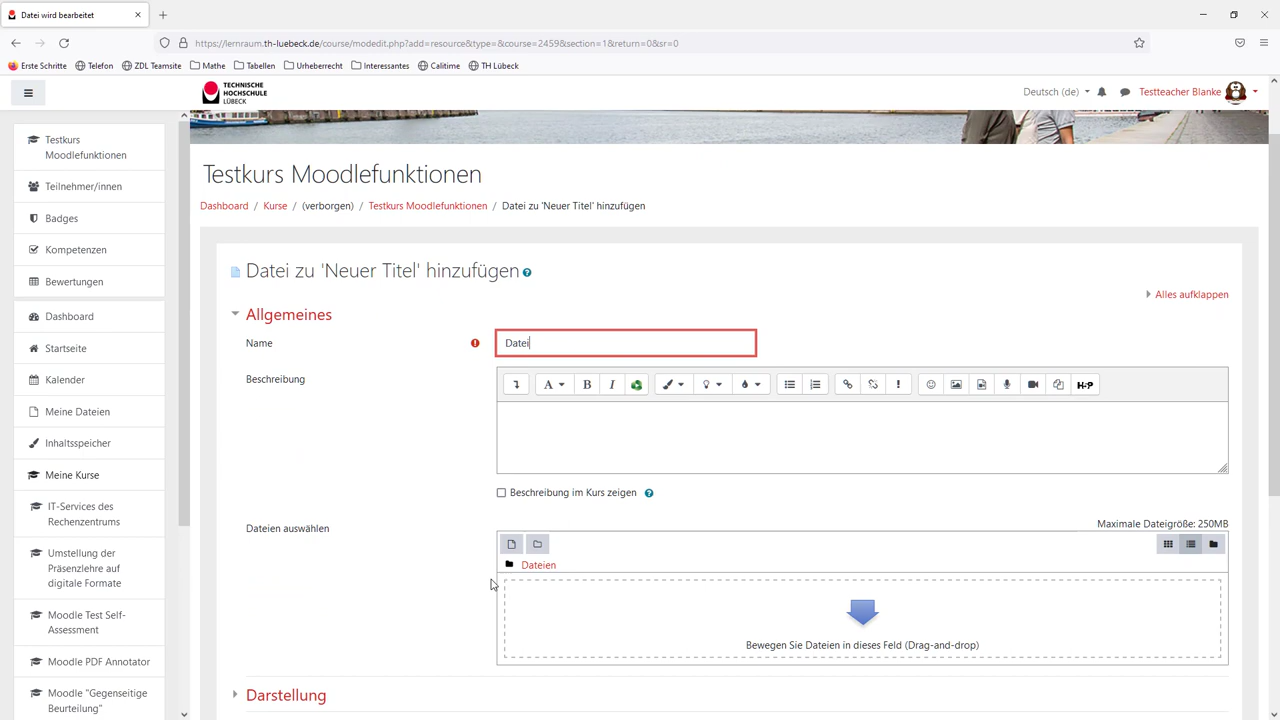 Datei wird bearbeitet
https://lernraum.th-luebeck.de/course/modedit.php?add=resource&type=&course=2459&section=1&return=0&sr=0
Erste Schritte Telefon ZDL Teamsite Mathe Tabellen Urheberrecht Interessantes Calitime TH Lübeck
TECHNISCHE
HOCHSCHULE
LÜBECK
Deutsch (de) Testteacher Blanke
Testkurs
Moodlefunktionen
Teilnehmer/innen
Badges
Kompetenzen
Bewertungen
Dashboard
Startseite
Kalender
Meine Dateien
Inhaltsspeicher
Meine Kurse
IT-Services des
Rechenzentrums
Umstellung der
Präsenzlehre auf
digitale Formate
Moodle Test Self-
Assessment
Moodle PDF Annotator
Moodle "Gegenseitige
Beurteilung"
Testkurs Moodlefunktionen
Dashboard / Kurse / (verborgen) / Testkurs Moodlefunktionen / Datei zu 'Neuer Titel' hinzufügen
Datei zu 'Neuer Titel' hinzufügen
Alles aufklappen
Allgemeines
Name
Datei
Beschreibung
A B I H-P
Beschreibung im Kurs zeigen
Dateien auswählen
Maximale Dateigröße: 250MB
Dateien
Bewegen Sie Dateien in dieses Feld (Drag-and-drop)
Darstellung